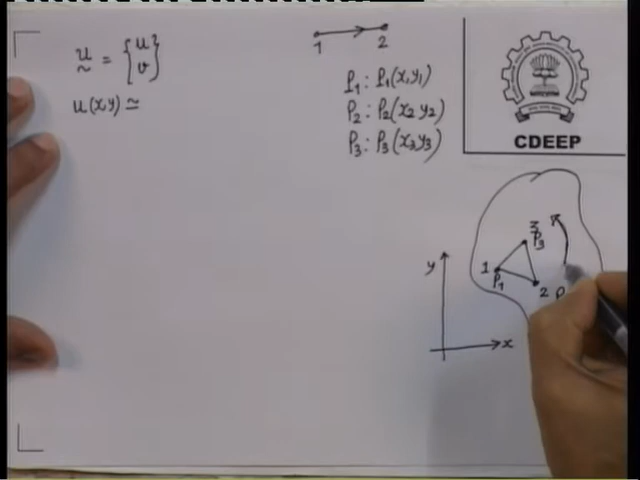 u = {u v}
u(x,y) ≃
1 2
P1 : P1(x,y1)
P2 : P2(x2 y2)
P3 : P3(x3 y3)
CDEEP
3
P3
1
P1
2 P
y
x